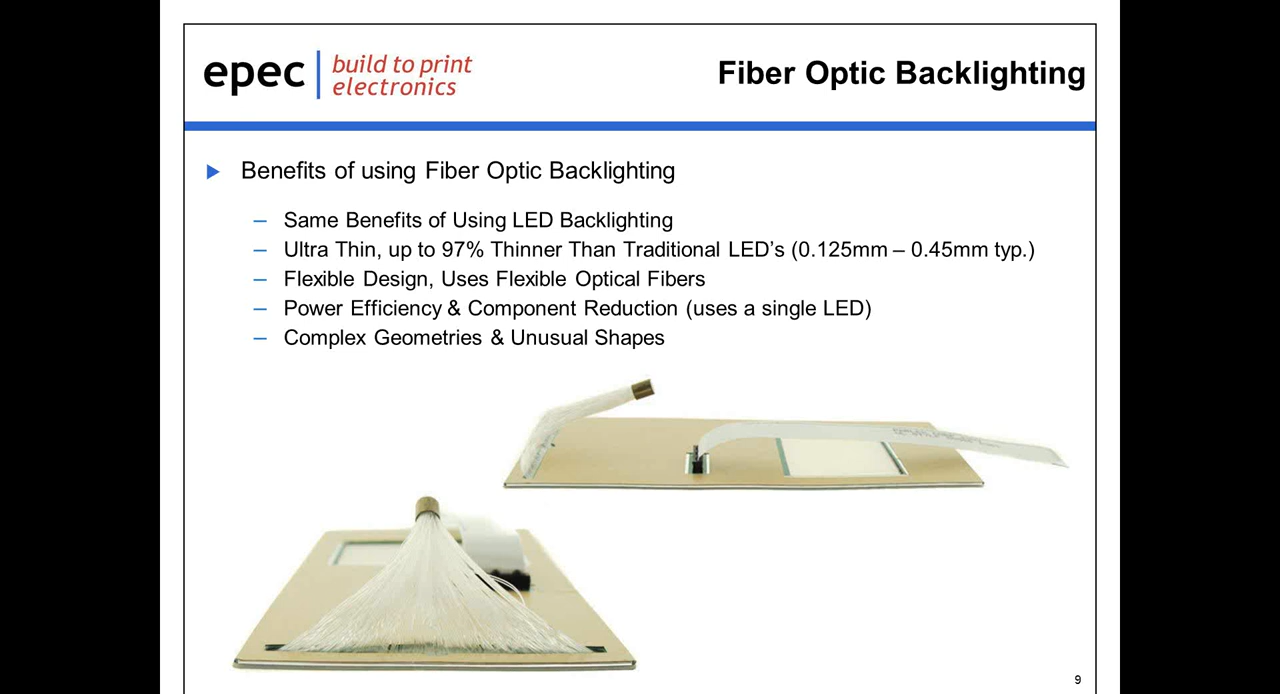 epec
build to print
electronics
Fiber Optic Backlighting
Benefits of using Fiber Optic Backlighting
– Same Benefits of Using LED Backlighting
– Ultra Thin, up to 97% Thinner Than Traditional LED’s (0.125mm – 0.45mm typ.)
– Flexible Design, Uses Flexible Optical Fibers
– Power Efficiency & Component Reduction (uses a single LED)
– Complex Geometries & Unusual Shapes
9